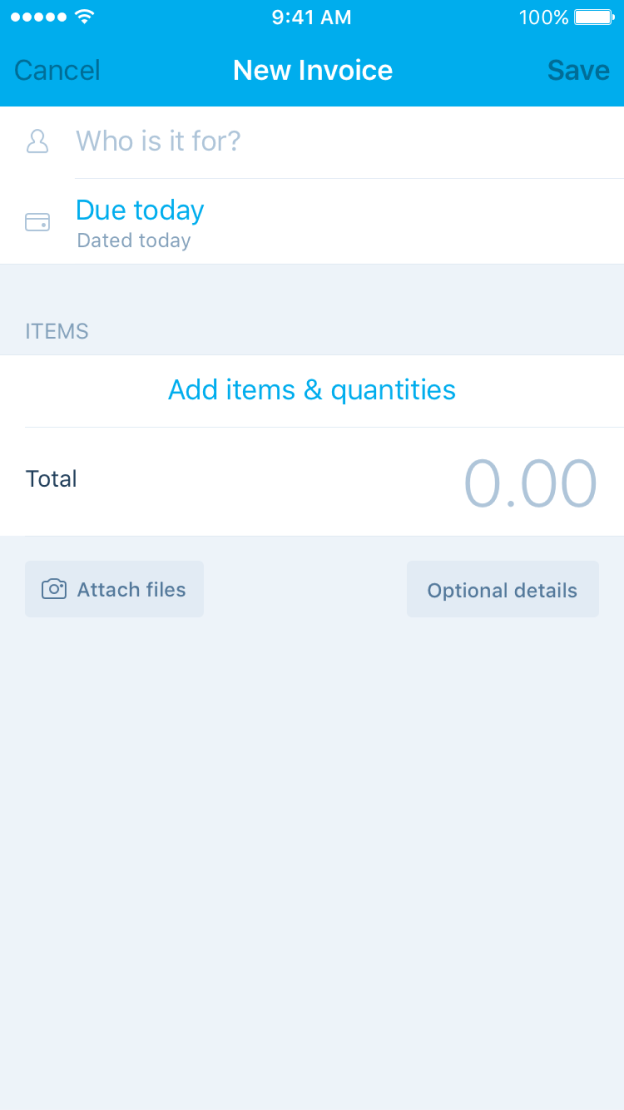 9:41 AM 100%
Cancel New Invoice Save
Who is it for?
Due today
Dated today
ITEMS
Add items & quantities
Total 0.00
Attach files Optional details